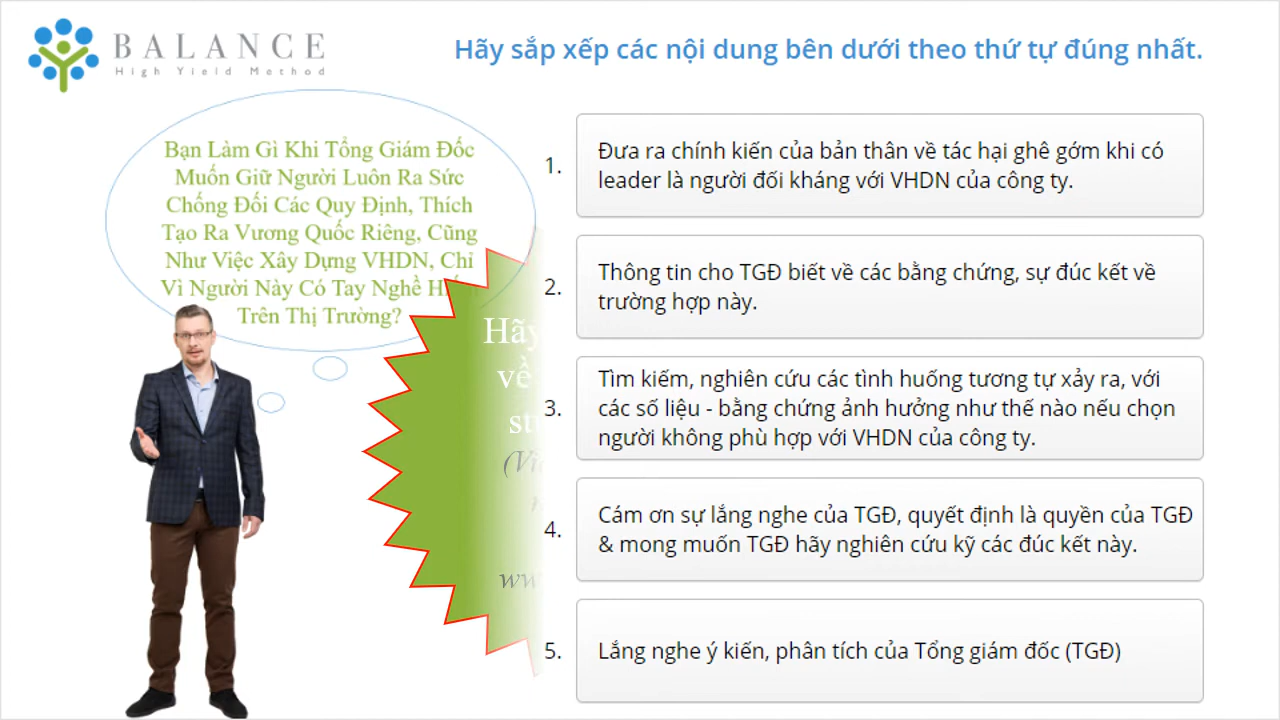 BALANCE
High Yield Method
Hãy sắp xếp các nội dung bên dưới theo thứ tự đúng nhất.
Bạn Làm Gì Khi Tổng Giám Đốc
Muốn Giữ Người Luôn Ra Sức
Chống Đối Các Quy Định, Thích
Tạo Ra Vương Quốc Riêng, Cũng
Như Việc Xây Dựng VHDN, Chỉ
Vì Người Này Có Tay Nghề
Trên Thị Trường?
Hãy
về
1.
Đưa ra chính kiến của bản thân về tác hại ghê gớm khi có
leader là người đối kháng với VHDN của công ty.
2.
Thông tin cho TGĐ biết về các bằng chứng, sự đúc kết về
trường hợp này.
3.
Tìm kiếm, nghiên cứu các tình huống tương tự xảy ra, với
các số liệu - bằng chứng ảnh hưởng như thế nào nếu chọn
người không phù hợp với VHDN của công ty.
4.
Cám ơn sự lắng nghe của TGĐ, quyết định là quyền của TGĐ
& mong muốn TGĐ hãy nghiên cứu kỹ các đúc kết này.
5.
Lắng nghe ý kiến, phân tích của Tổng giám đốc (TGĐ)